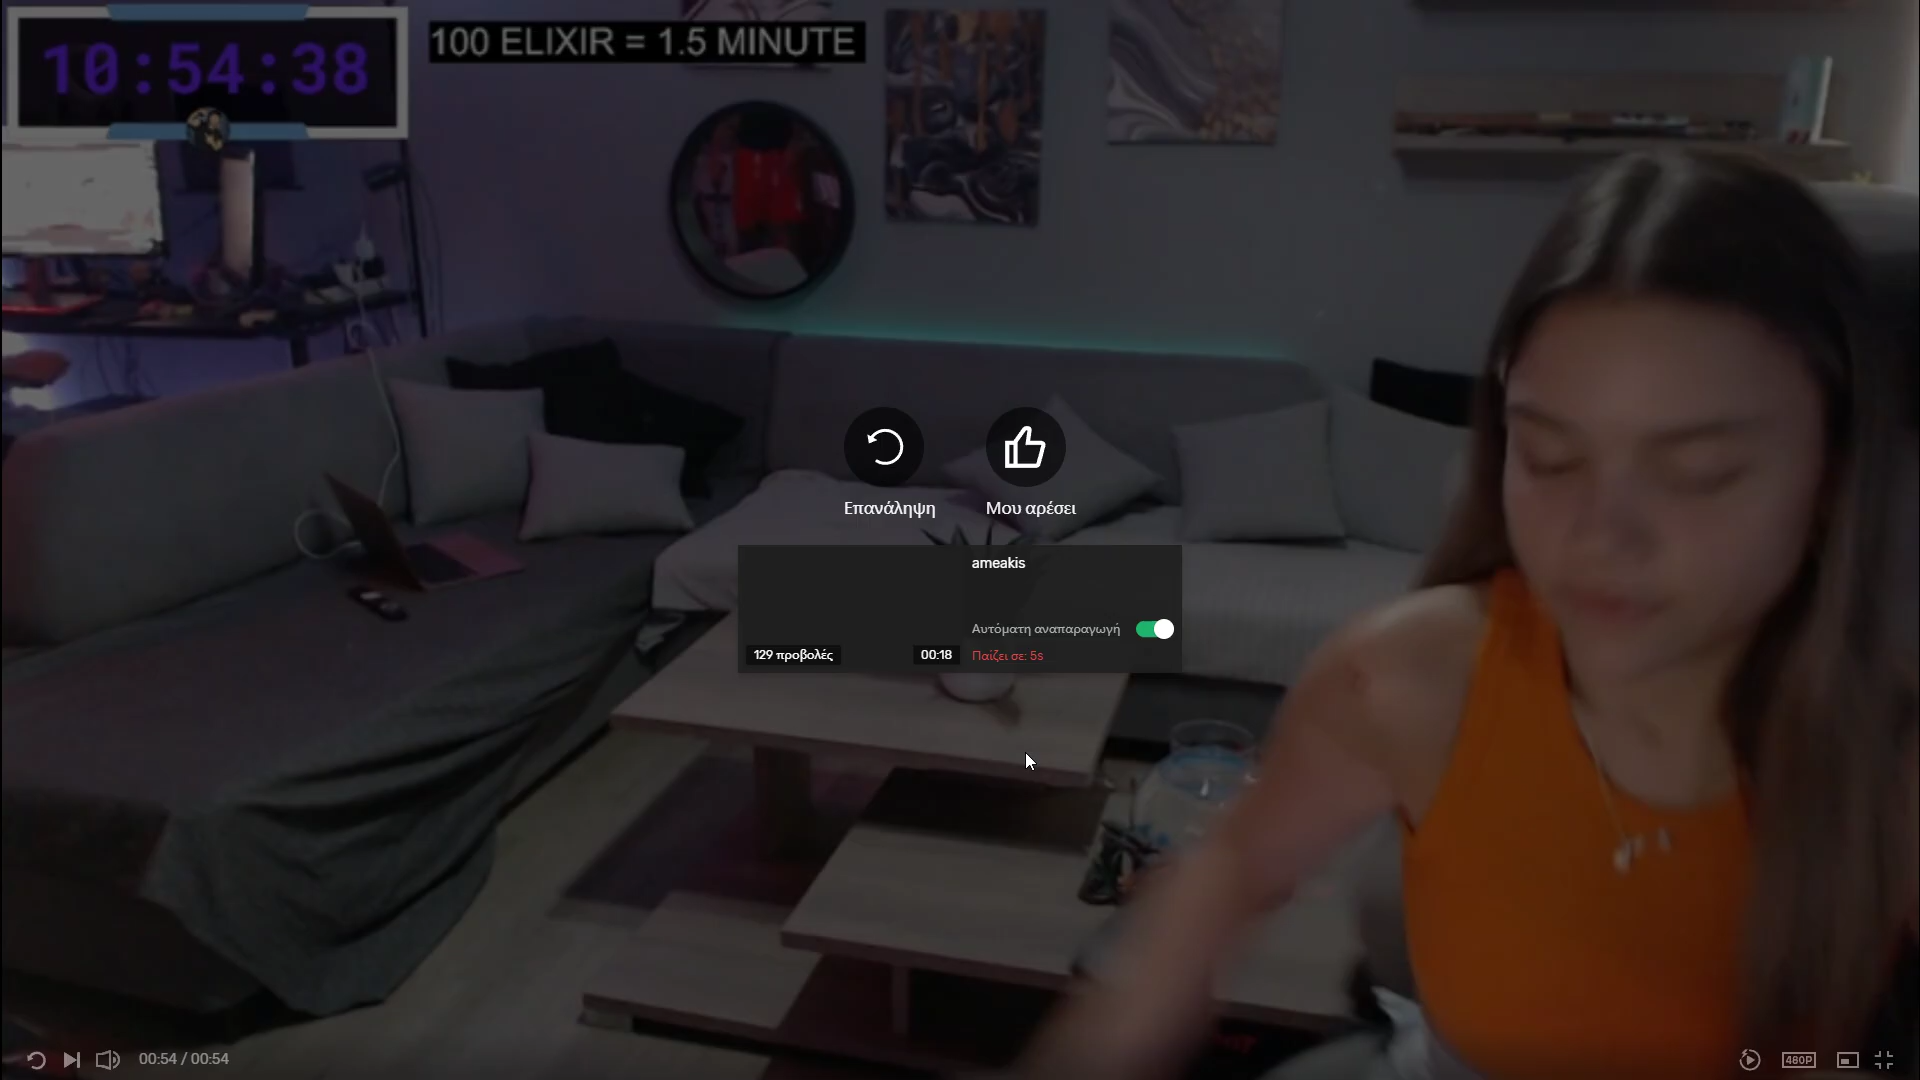 10:54:38
100 ELIXIR = 1.5 MINUTE
Επανάληψη
Μου αρέσει
ameakis
Αυτόματη αναπαραγωγή
129 προβολές
00:18
Παίζει σε: 5s
00:54 / 00:54
480P